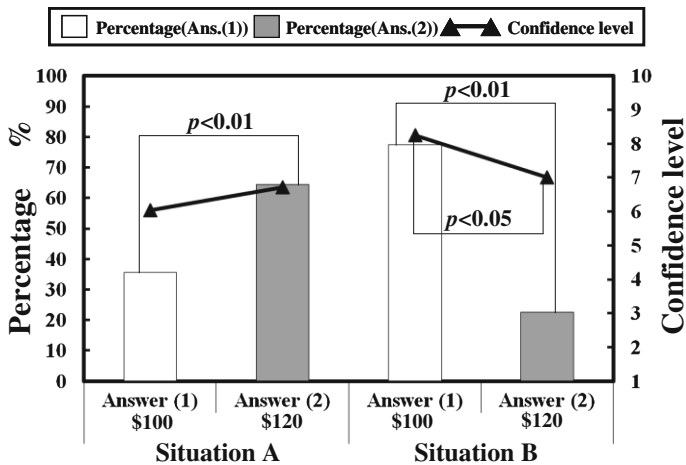 Percentage(Ans.(1)) Percentage(Ans.(2)) Confidence level
100
90
80
70
60
50
40
30
20
10
0
Percentage %
p<0.01
p<0.01
p<0.05
10
9
8
7
6
5
4
3
2
1
Confidence level
Answer (1) Answer (2) Answer (1) Answer (2)
$100 $120 $100 $120
Situation A Situation B